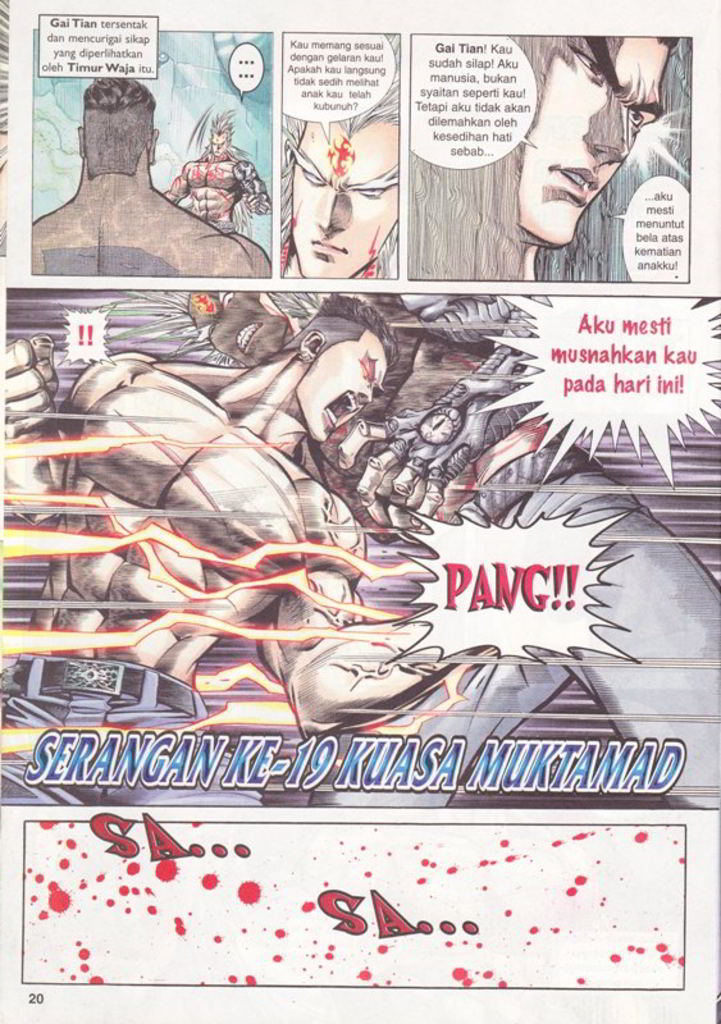 Gai Tian tersentak
dan mencurigai sikap
yang diperlihatkan
oleh Timur Waja itu.
...
...
Kau memang sesuai
dengan gelaran kau!
Apakah kau langsung
tidak sedih melihat
anak kau telah
kubunuh?
Gai Tian! Kau
sudah silap! Aku
manusia, bukan
syaitan seperti kau!
Tetapi aku tidak akan
dilemahkan oleh
kesedihan hati
sebab...
...aku
mesti
menuntut
bela atas
kematian
anakku!
!!
Aku mesti
musnahkan kau
pada hari ini!
PANG!!
SERANGAN KE-19 KUASA MUKTAMAD
SA...
SA...
20